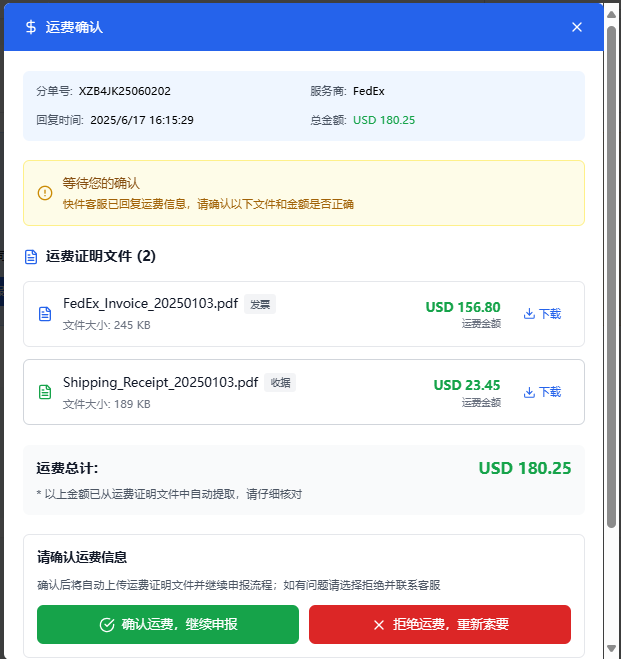 $ 运费确认
分单号: XZB4JK25060202 服务商: FedEx
回复时间: 2025/6/17 16:15:29 总金额: USD 180.25
等待您的确认
快件客服已回复运费信息，请确认以下文件和金额是否正确
运费证明文件 (2)
FedEx_Invoice_20250103.pdf 发票 USD 156.80 下载
文件大小: 245 KB 运费金额
Shipping_Receipt_20250103.pdf 收据 USD 23.45 下载
文件大小: 189 KB 运费金额
运费总计: USD 180.25
* 以上金额已从运费证明文件中自动提取，请仔细核对
请确认运费信息
确认后将自动上传运费证明文件并继续申报流程；如有问题请选择拒绝并联系客服
确认运费，继续申报 拒绝运费，重新索要